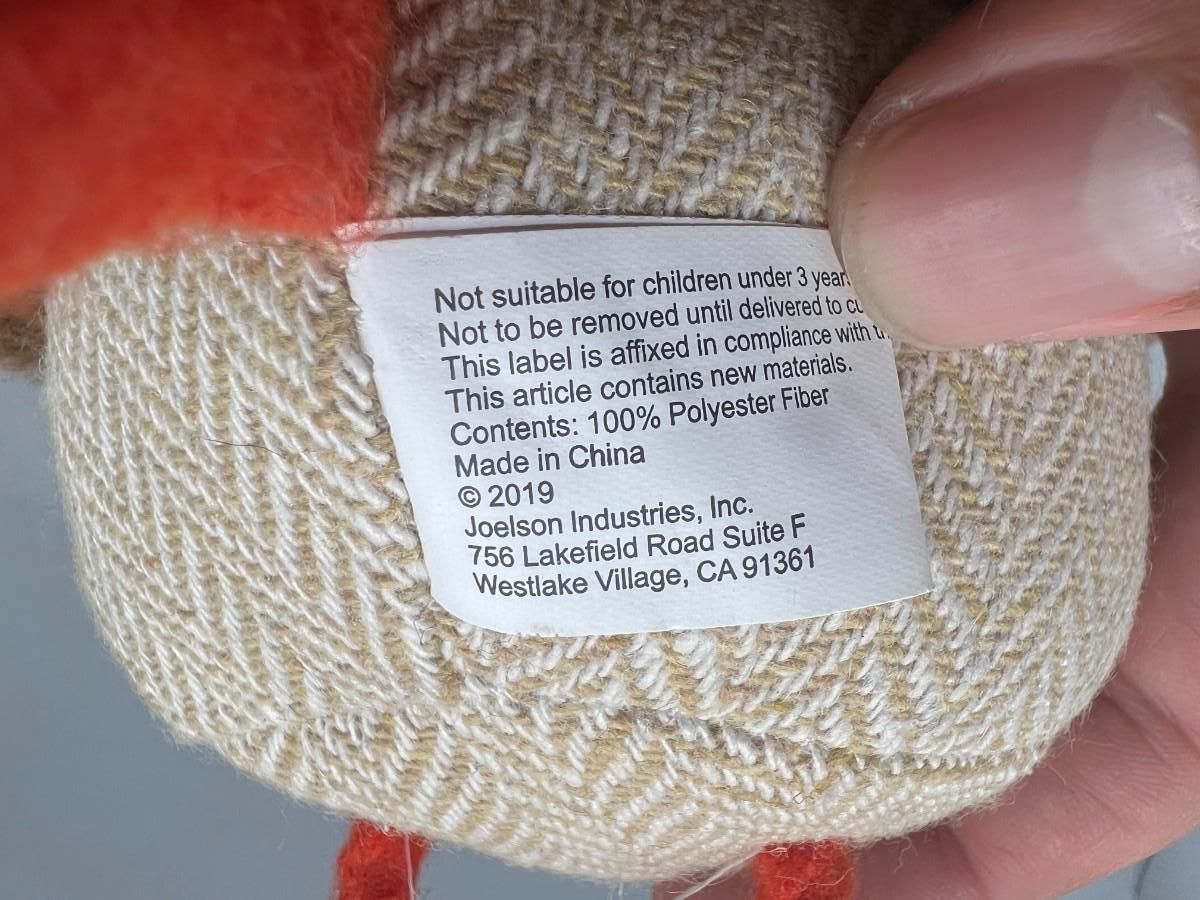 Not suitable for children under 3 years
Not to be removed until delivered to
This label is affixed in compliance with
This article contains new materials.
Contents: 100% Polyester Fiber
Made in China
© 2019
Joelson Industries, Inc.
756 Lakefield Road Suite F
Westlake Village, CA 91361